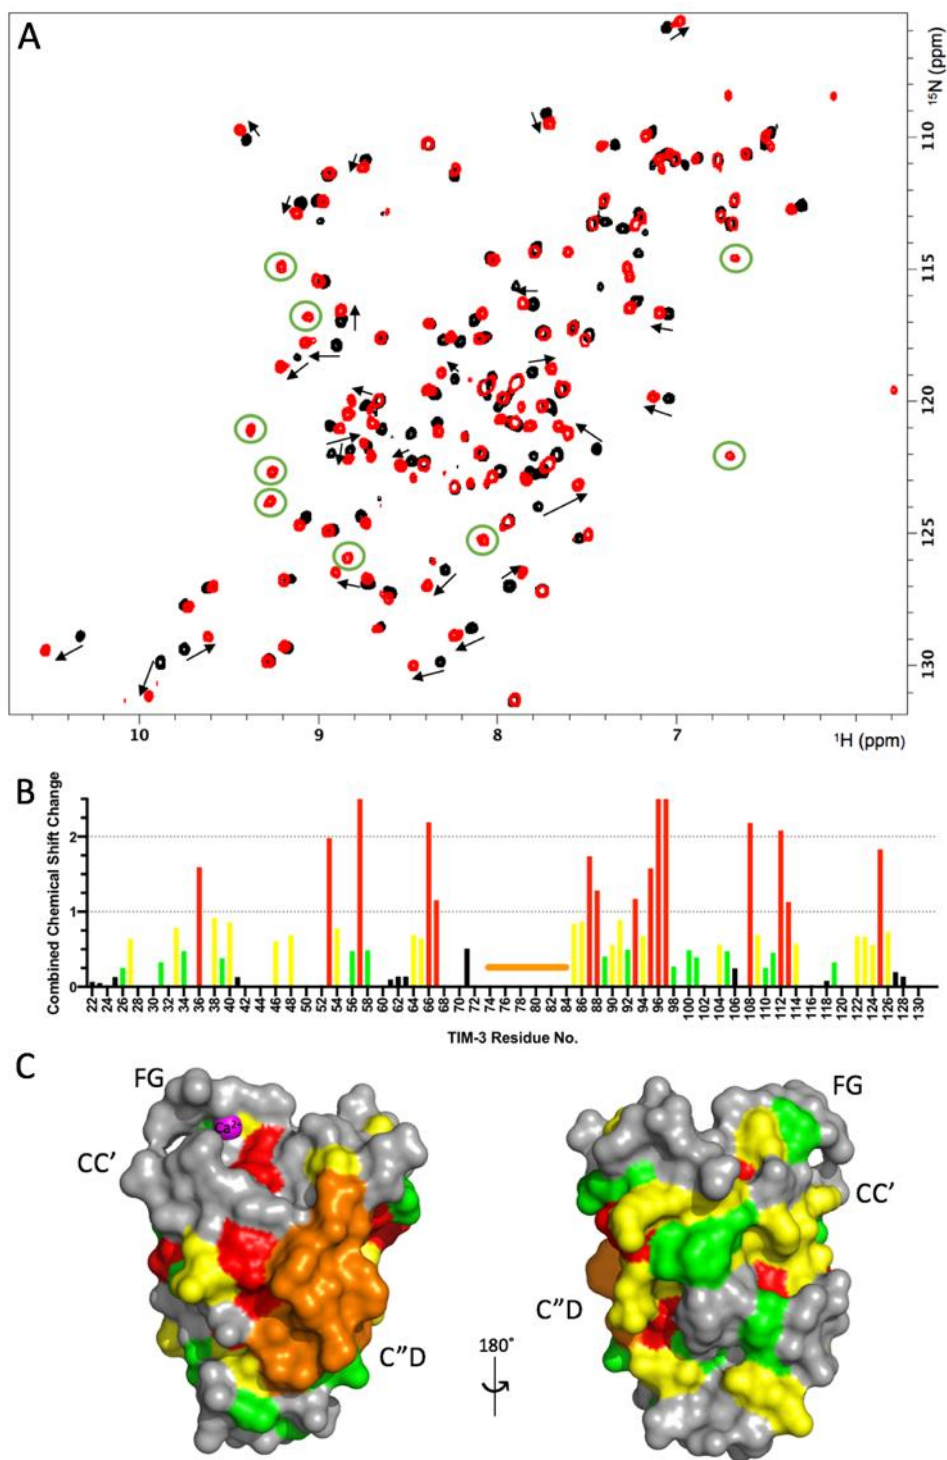 A
¹⁵N (ppm)
110
115
120
125
130
10
9
8
7
¹H (ppm)
B
Combined Chemical Shift Change
2
1
0
22 24 26 28 30 32 34 36 38 40 42 44 46 48 50 52 54 56 58 60 62 64 66 68 70 72 74 76 78 80 82 84 86 88 90 92 94 96 98 100 102 104 106 108 110 112 114 116 118 120 122 124 126 128 130
TIM-3 Residue No.
C
FG
FG
Ca²⁺
CC’
CC’
C”D
C”D
180°